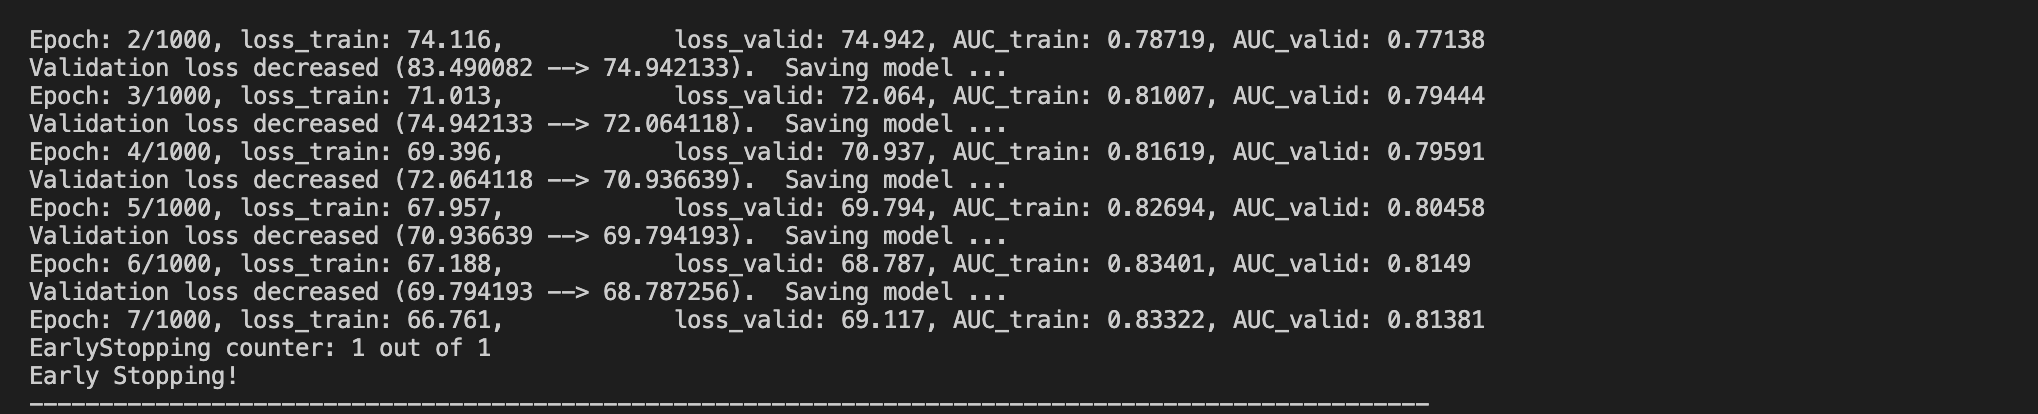 Epoch: 2/1000, loss_train: 74.116,            loss_valid: 74.942, AUC_train: 0.78719, AUC_valid: 0.77138
Validation loss decreased (83.490082 --> 74.942133).  Saving model ...
Epoch: 3/1000, loss_train: 71.013,            loss_valid: 72.064, AUC_train: 0.81007, AUC_valid: 0.79444
Validation loss decreased (74.942133 --> 72.064118).  Saving model ...
Epoch: 4/1000, loss_train: 69.396,            loss_valid: 70.937, AUC_train: 0.81619, AUC_valid: 0.79591
Validation loss decreased (72.064118 --> 70.936639).  Saving model ...
Epoch: 5/1000, loss_train: 67.957,            loss_valid: 69.794, AUC_train: 0.82694, AUC_valid: 0.80458
Validation loss decreased (70.936639 --> 69.794193).  Saving model ...
Epoch: 6/1000, loss_train: 67.188,            loss_valid: 68.787, AUC_train: 0.83401, AUC_valid: 0.8149
Validation loss decreased (69.794193 --> 68.787256).  Saving model ...
Epoch: 7/1000, loss_train: 66.761,            loss_valid: 69.117, AUC_train: 0.83322, AUC_valid: 0.81381
EarlyStopping counter: 1 out of 1
Early Stopping!
----------------------------------------------------------------------------------------------------